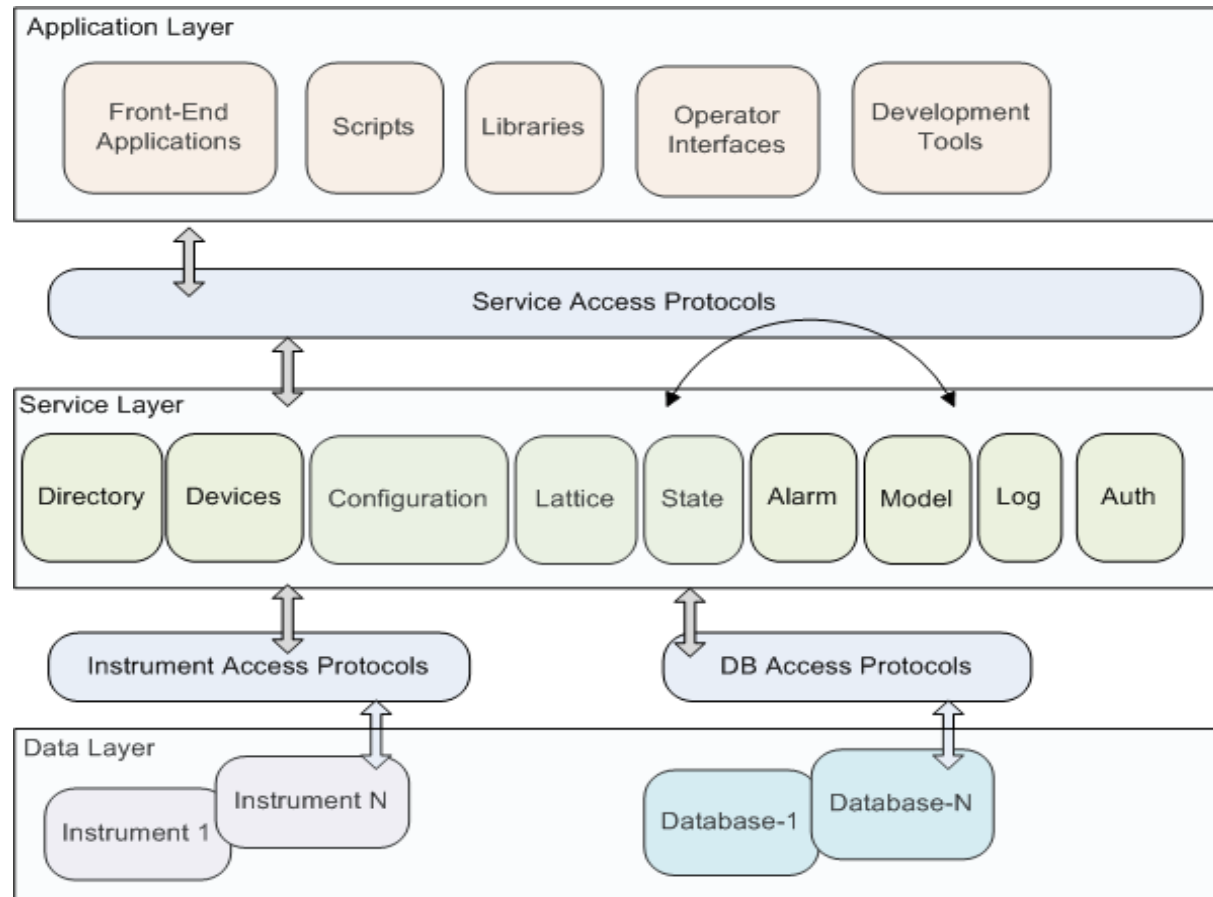 Application Layer
Front-End
Applications
Scripts
Libraries
Operator
Interfaces
Development
Tools
Service Access Protocols
Service Layer
Directory
Devices
Configuration
Lattice
State
Alarm
Model
Log
Auth
Instrument Access Protocols
DB Access Protocols
Data Layer
Instrument 1
Instrument N
Database-1
Database-N